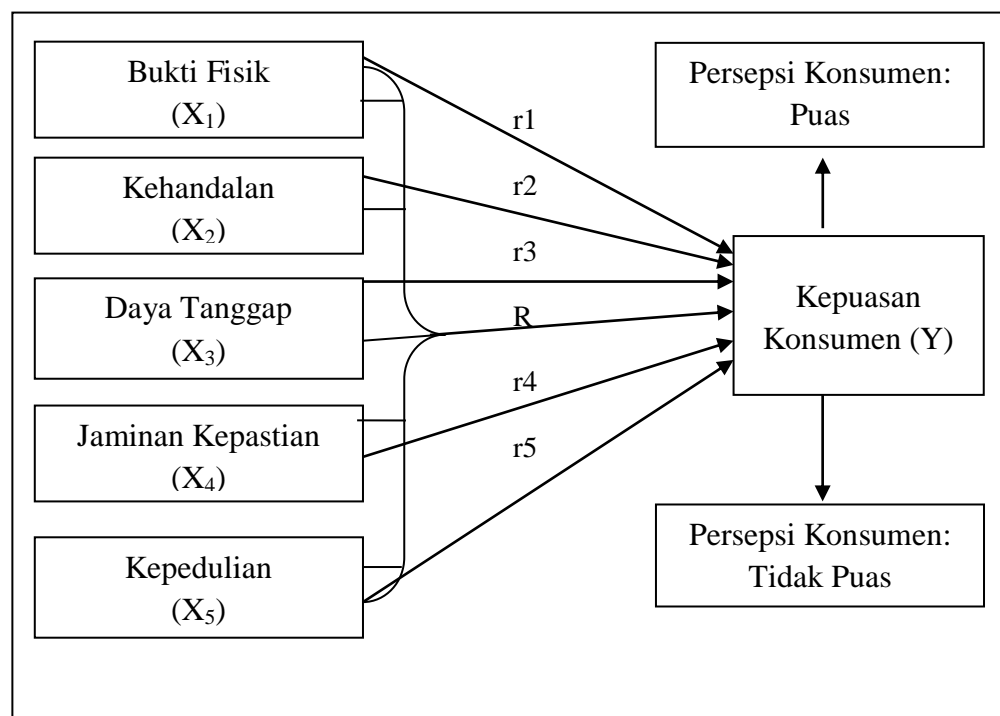 Bukti Fisik
(X₁)
Kehandalan
(X₂)
Daya Tanggap
(X₃)
Jaminan Kepastian
(X₄)
Kepedulian
(X₅)
r1
r2
r3
R
r4
r5
Persepsi Konsumen:
Puas
Kepuasan
Konsumen (Y)
Persepsi Konsumen:
Tidak Puas